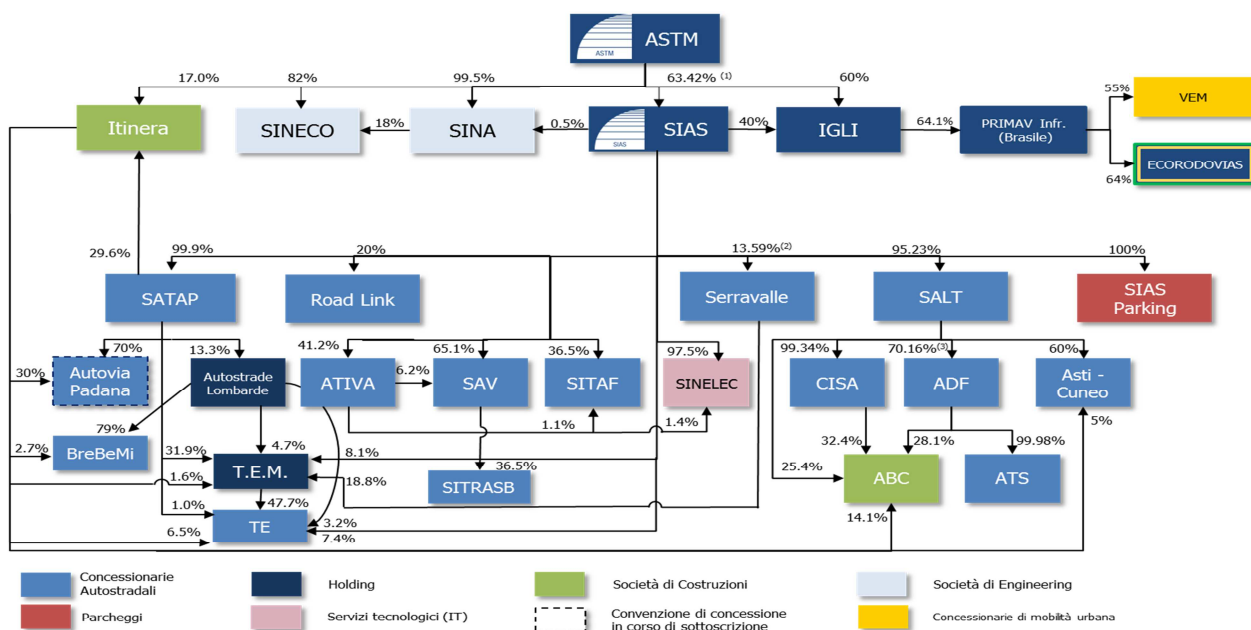 ASTM
ASTM
17.0%
82%
99.5%
63.42% (1)
60%
55%
VEM
Itinera
SINECO
18%
SINA
0.5%
SIAS
SIAS
40%
IGLI
64.1%
PRIMAV Infr.
(Brasile)
ECORODOVIAS
64%
29.6%
99.9%
20%
13.59%(2)
95.23%
100%
SATAP
Road Link
Serravalle
SALT
SIAS
Parking
70%
13.3%
41.2%
65.1%
36.5%
97.5%
99.34%
70.16%(3)
60%
30%
Autovia
Padana
Autostrade
Lombarde
ATIVA
6.2%
SAV
SITAF
SINELEC
CISA
ADF
Asti -
Cuneo
79%
1.1%
1.4%
5%
2.7%
BreBeMi
31.9%
4.7%
8.1%
36.5%
32.4%
28.1%
99.98%
1.6%
T.E.M.
18.8%
SITRASB
25.4%
ABC
ATS
1.0%
47.7%
14.1%
6.5%
TE
3.2%
7.4%
Concessionarie
Autostradali
Holding
Società di Costruzioni
Società di Engineering
Parcheggi
Servizi tecnologici (IT)
Convenzione di concessione
in corso di sottoscrizione
Concessionarie di mobilità urbana